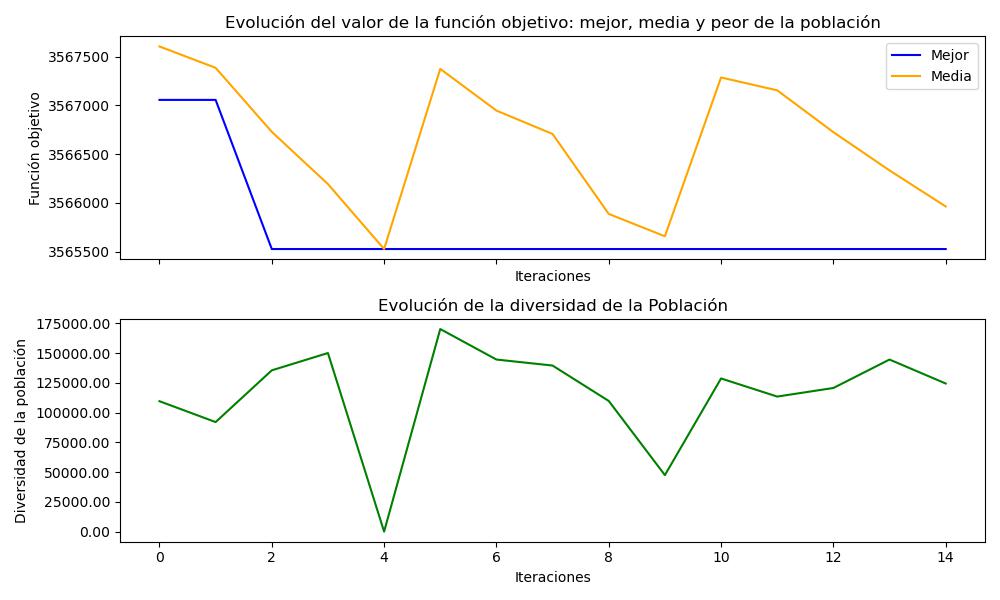 Evolución del valor de la función objetivo: mejor, media y peor de la población
Función objetivo
3567500
3567000
3566500
3566000
3565500
Mejor
Media
Iteraciones
Evolución de la diversidad de la Población
Diversidad de la población
175000.00
150000.00
125000.00
100000.00
75000.00
50000.00
25000.00
0.00
0 2 4 6 8 10 12 14
Iteraciones